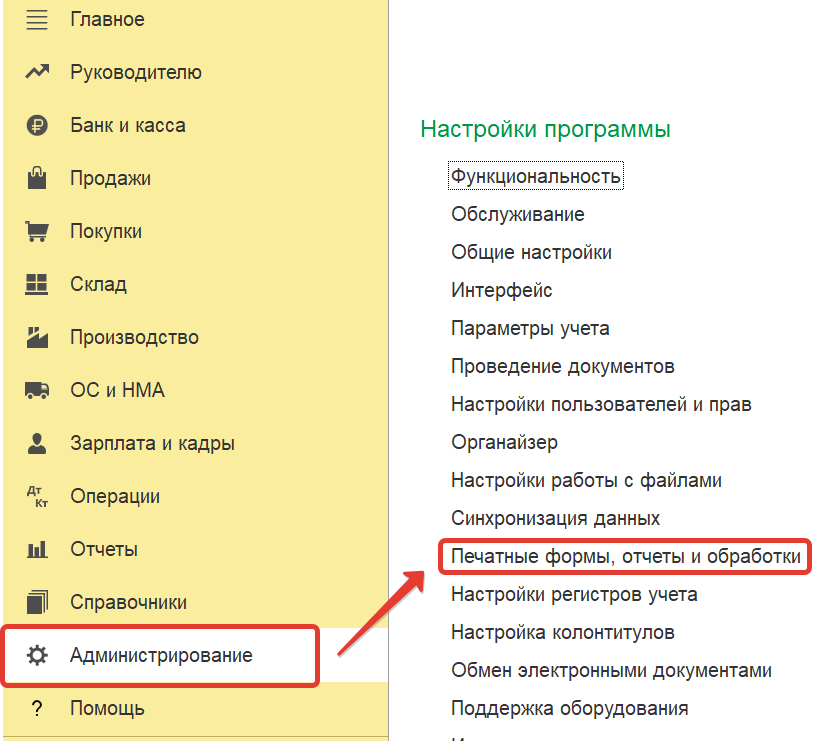 Главное
Руководителю
Банк и касса
Продажи
Покупки
Склад
Производство
ОС и НМА
Зарплата и кадры
Дт
Кт
Операции
Отчеты
Справочники
Администрирование
? Помощь
Настройки программы
Функциональность
Обслуживание
Общие настройки
Интерфейс
Параметры учета
Проведение документов
Настройки пользователей и прав
Органайзер
Настройки работы с файлами
Синхронизация данных
Печатные формы, отчеты и обработки
Настройки регистров учета
Настройка колонтитулов
Обмен электронными документами
Поддержка оборудования